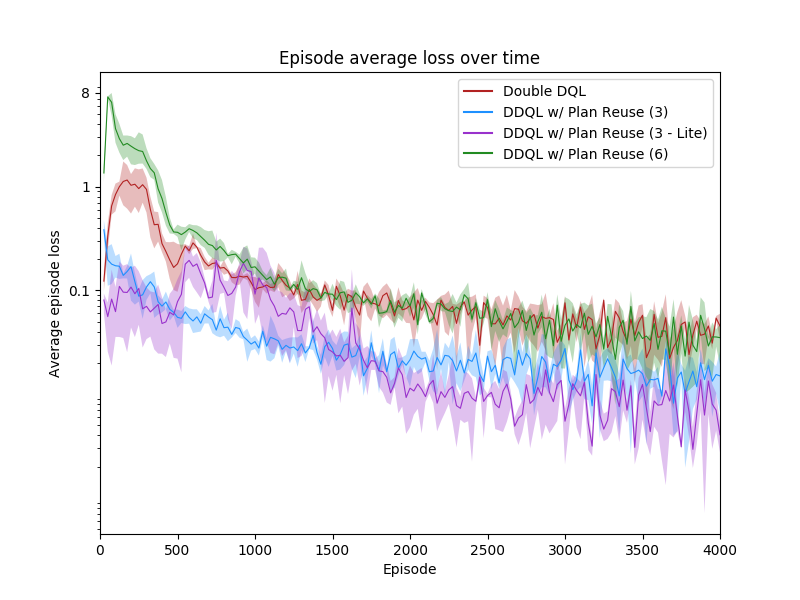 Episode average loss over time
Double DQL
DDQL w/ Plan Reuse (3)
DDQL w/ Plan Reuse (3 - Lite)
DDQL w/ Plan Reuse (6)
Average episode loss
8
1
0.1
0 500 1000 1500 2000 2500 3000 3500 4000
Episode